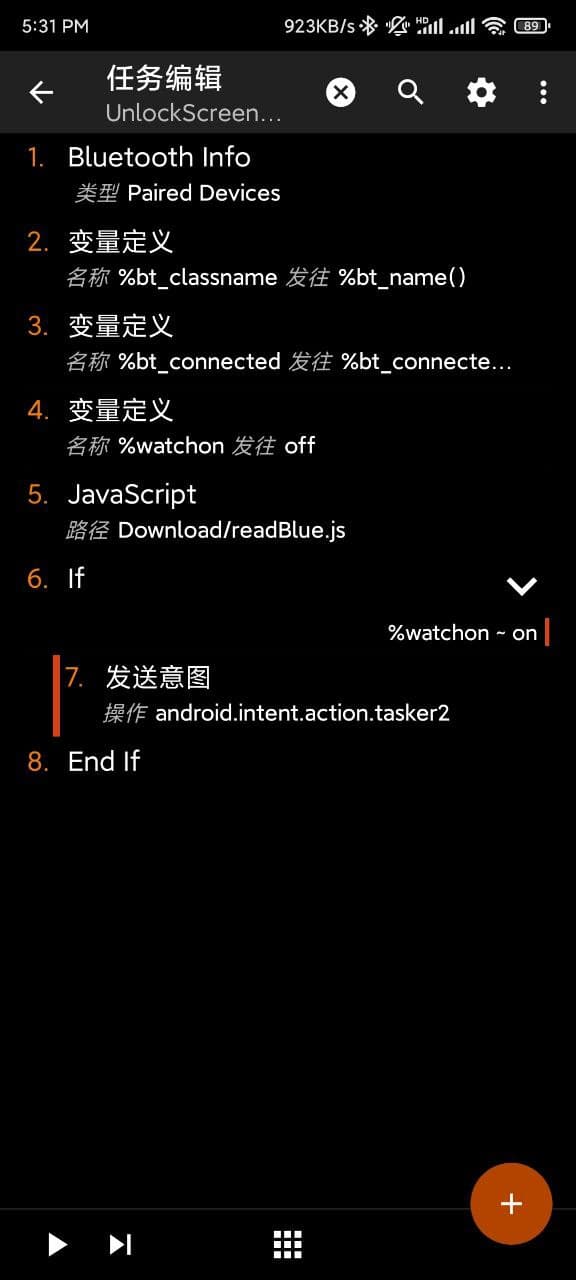 5:31 PM 923KB/s HD 89
任务编辑
UnlockScreen...
1. Bluetooth Info
类型 Paired Devices
2. 变量定义
名称 %bt_classname 发往 %bt_name()
3. 变量定义
名称 %bt_connected 发往 %bt_connecte...
4. 变量定义
名称 %watchon 发往 off
5. JavaScript
路径 Download/readBlue.js
6. If
%watchon ~ on
7. 发送意图
操作 android.intent.action.tasker2
8. End If